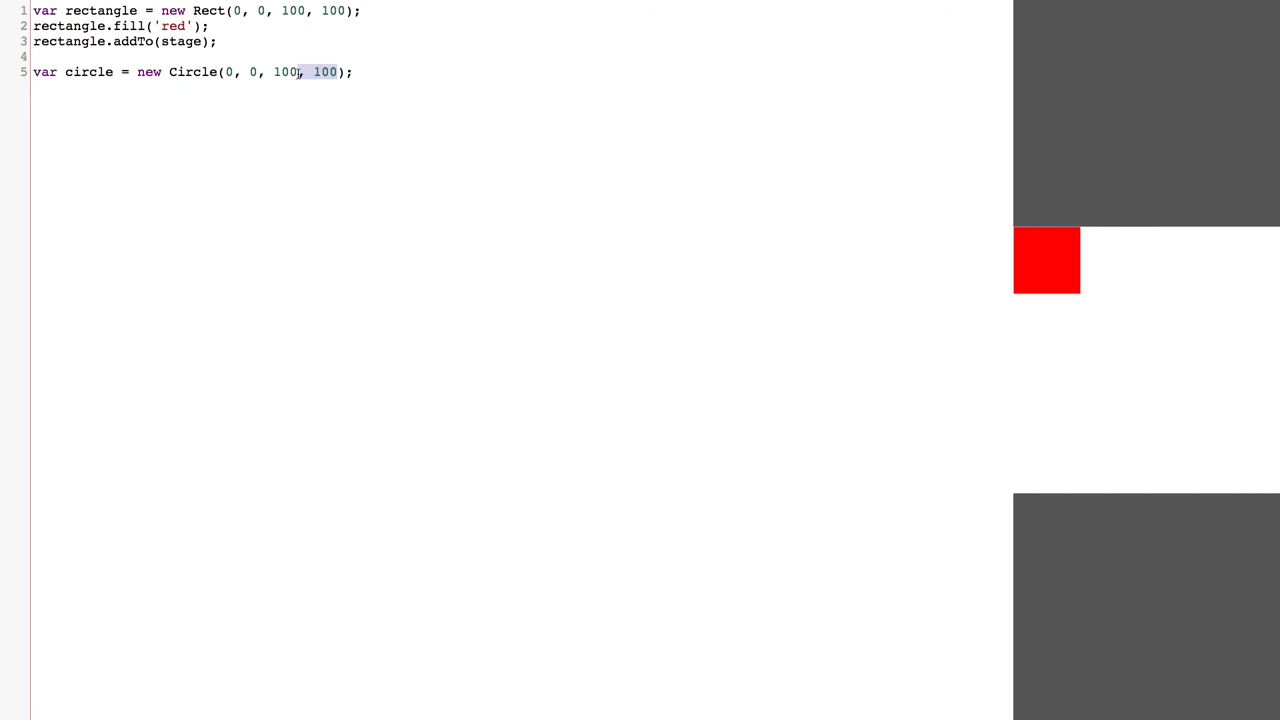 1 var rectangle = new Rect(0, 0, 100, 100);
2 rectangle.fill('red');
3 rectangle.addTo(stage);
4
5 var circle = new Circle(0, 0, 100, 100);